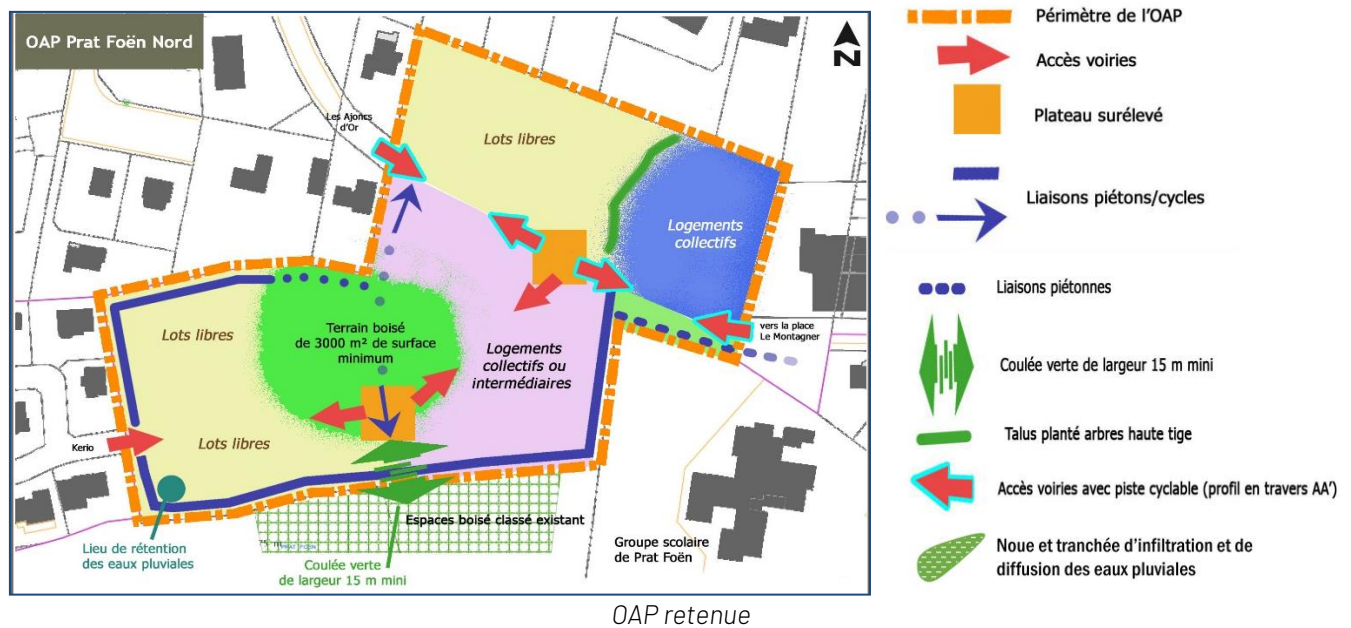 OAP Prat Foën Nord
N
Les Ajoncs
d'Or
Lots libres
Logements
collectifs
Lots libres
Terrain boisé
de 3000 m² de surface
minimum
Logements
collectifs ou
intermédiaires
vers la place
Le Montagner
Lots libres
Kerio
Espaces boisé classé existant
PRAT FOËN
Lieu de rétention
des eaux pluviales
Coulée verte
de largeur 15 m mini
Groupe scolaire
de Prat Foën
Périmètre de l'OAP
Accès voiries
Plateau surélevé
Liaisons piétons/cycles
Liaisons piétonnes
Coulée verte de largeur 15 m mini
Talus planté arbres haute tige
Accès voiries avec piste cyclable (profil en travers AA')
Noue et tranchée d'infiltration et de
diffusion des eaux pluviales
OAP retenue